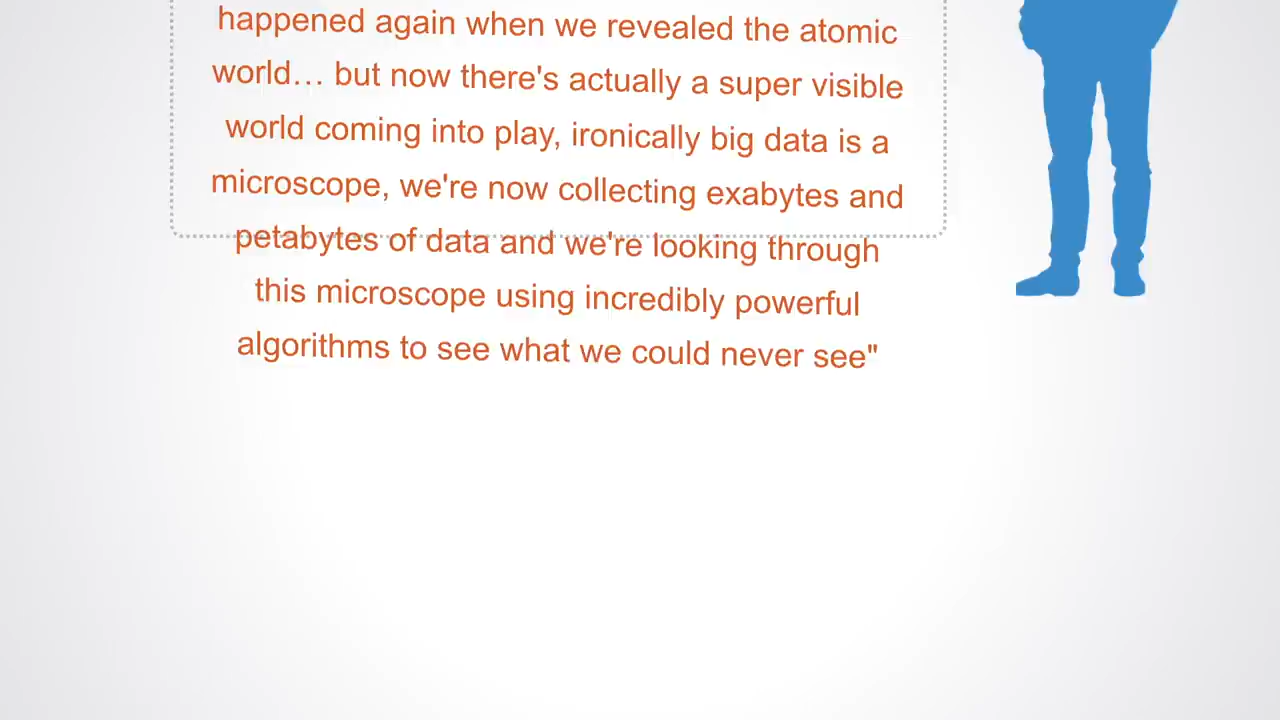 happened again when we revealed the atomic
world… but now there's actually a super visible
world coming into play, ironically big data is a
microscope, we're now collecting exabytes and
petabytes of data and we're looking through
this microscope using incredibly powerful
algorithms to see what we could never see"